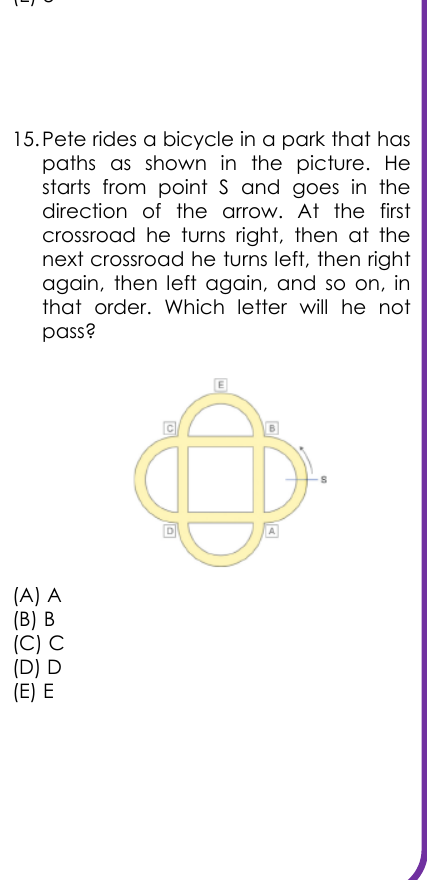 15. Pete rides a bicycle in a park that has
paths as shown in the picture. He
starts from point S and goes in the
direction of the arrow. At the first
crossroad he turns right, then at the
next crossroad he turns left, then right
again, then left again, and so on, in
that order. Which letter will he not
pass?
E
C
B
S
D
A
(A) A
(B) B
(C) C
(D) D
(E) E